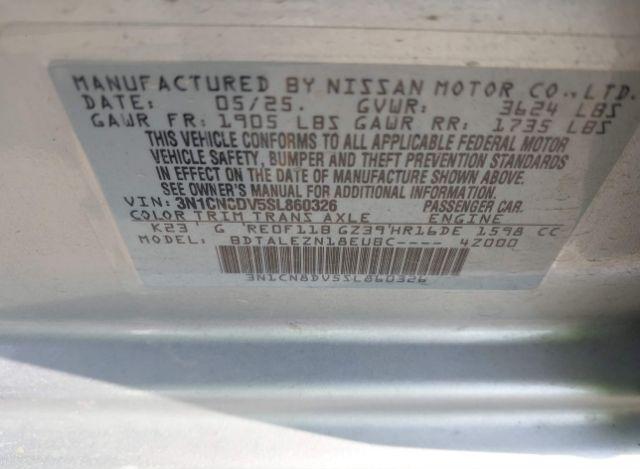 MANUFACTURED BY NISSAN MOTOR CO., LTD.
DATE: 05/25. GVWR: 3624 LBS
GAWR FR: 1905 LBS GAWR RR: 1735 LBS
THIS VEHICLE CONFORMS TO ALL APPLICABLE FEDERAL MOTOR
VEHICLE SAFETY, BUMPER AND THEFT PREVENTION STANDARDS
IN EFFECT ON THE DATE OF MANUFACTURE SHOWN ABOVE.
SEE OWNER'S MANUAL FOR ADDITIONAL INFORMATION.
VIN: 3N1CN8DV5SL860326 PASSENGER CAR.
COLOR TRIM TRANS AXLE ENGINE
K23 G RE0F11B GZ39 HR16DE 1598 CC
MODEL: BDTALEZN18EUBC---- 4Z000
3N1CN8DV5SL860326